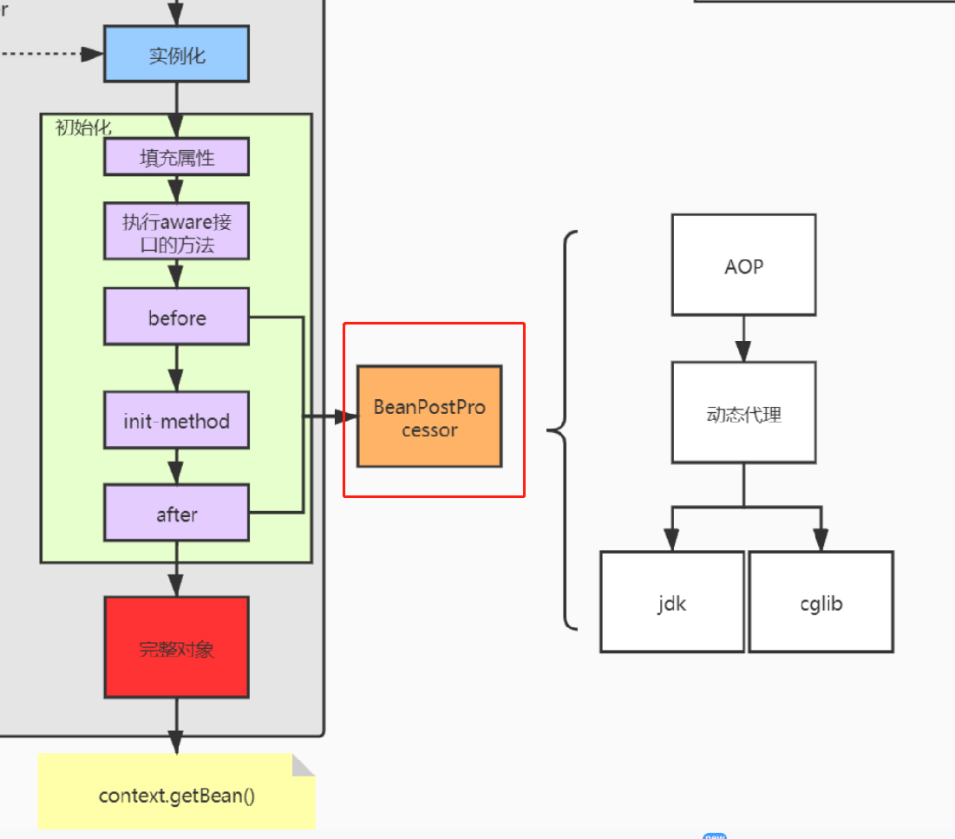 r
实例化
初始化
填充属性
执行aware接
口的方法
before
init-method
after
完整对象
context.getBean()
BeanPostPro
cessor
AOP
动态代理
jdk
cglib
new